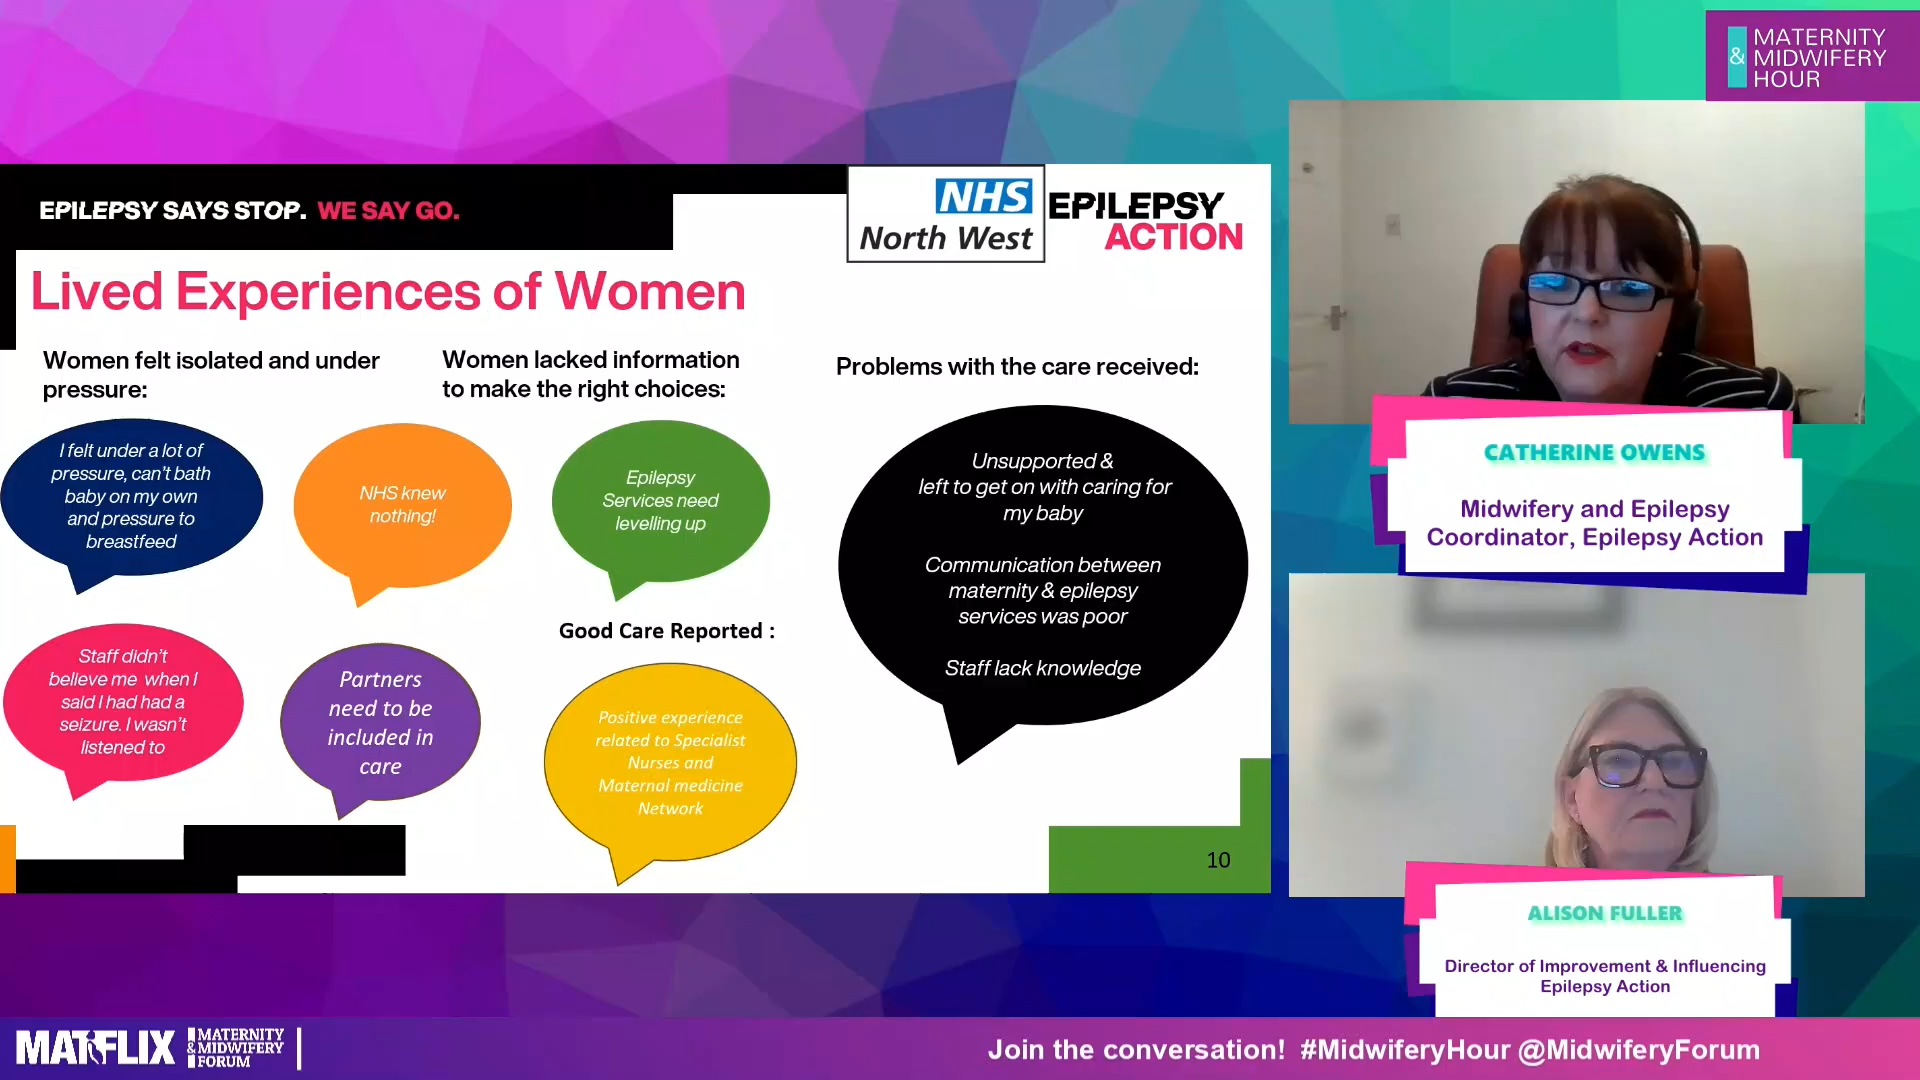 & MATERNITY
MIDWIFERY
HOUR
EPILEPSY SAYS STOP. WE SAY GO.
NHS
North West
EPILEPSY
ACTION
Lived Experiences of Women
Women felt isolated and under
pressure:
Women lacked information
to make the right choices:
Problems with the care received:
I felt under a lot of
pressure, can't bath
baby on my own
and pressure to
breastfeed
NHS knew
nothing!
Epilepsy
Services need
levelling up
Unsupported &
left to get on with caring for
my baby
Communication between
maternity & epilepsy
services was poor
Staff lack knowledge
Good Care Reported :
Staff didn't
believe me when I
said I had had a
seizure. I wasn't
listened to
Partners
need to be
included in
care
Positive experience
related to Specialist
Nurses and
Maternal medicine
Network
10
CATHERINE OWENS
Midwifery and Epilepsy
Coordinator, Epilepsy Action
ALISON FULLER
Director of Improvement & Influencing
Epilepsy Action
MATFLIX
MATERNITY
& MIDWIFERY
FORUM
Join the conversation! #MidwiferyHour @MidwiferyForum